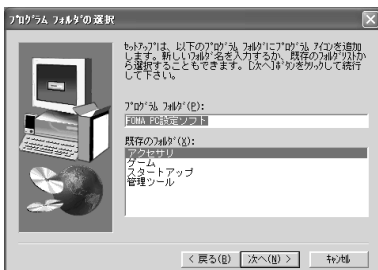 ﾌﾟﾛｸﾞﾗﾑ ﾌｫﾙﾀﾞの選択
ｾｯﾄｱｯﾌﾟは、以下のﾌﾟﾛｸﾞﾗﾑ ﾌｫﾙﾀﾞにﾌﾟﾛｸﾞﾗﾑ ｱｲｺﾝを追加
します。新しいﾌｫﾙﾀﾞ名を入力するか、既存のﾌｫﾙﾀﾞﾘｽﾄか
ら選択することもできます。[次へ]ﾎﾞﾀﾝをｸﾘｯｸして続行
して下さい。
ﾌﾟﾛｸﾞﾗﾑ ﾌｫﾙﾀﾞ(P):
FOMA PC設定ソフト
既存のﾌｫﾙﾀﾞ(X):
アクセサリ
ゲーム
スタートアップ
管理ツール
< 戻る(B) 次へ(N) > ｷｬﾝｾﾙ